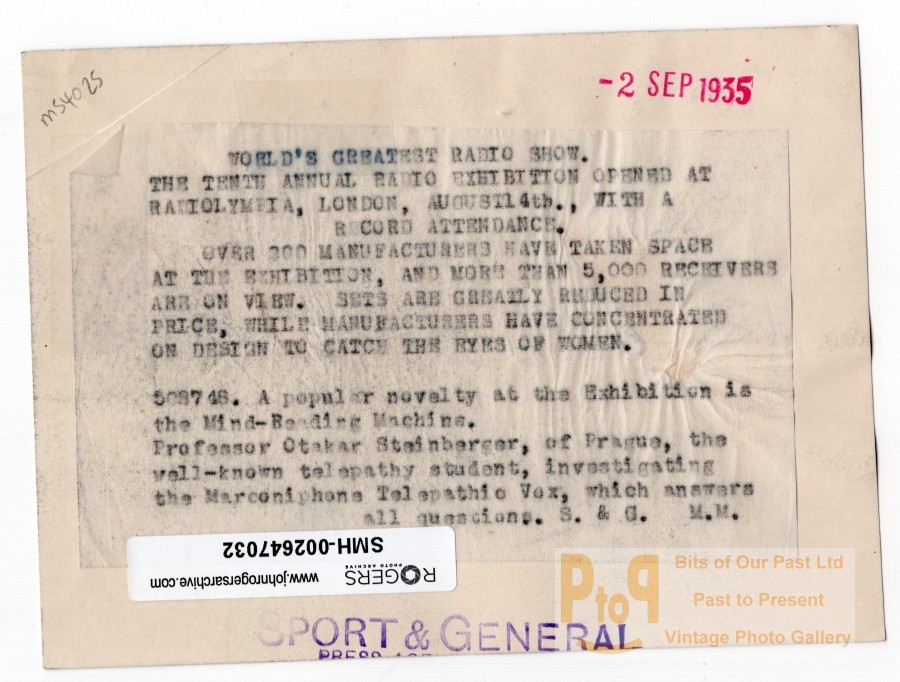 m54025
-2 SEP 1935
WORLD'S GREATEST RADIO SHOW.
THE TENTH ANNUAL RADIO EXHIBITION OPENED AT
RADIOLYMPIA, LONDON, AUGUST14th., WITH A
RECORD ATTENDANCE.
OVER 200 MANUFACTURERS HAVE TAKEN SPACE
AT THE EXHIBITION, AND MORE THAN 5,000 RECEIVERS
ARE ON VIEW. SETS ARE GREATLY REDUCED IN
PRICE, WHILE MANUFACTURERS HAVE CONCENTRATED
ON DESIGN TO CATCH THE EYES OF WOMEN.
508748. A popular novelty at the Exhibition is
the Mind-Reading Machine.
Professor Otakar Steinberger, of Prague, the
well-known telepathy student, investigating
the Marconiphone Telepathic Vox, which answers
all questions. S. & G. M.M.
SMH-002647032
www.johnrogersarchive.com ROGERS
PHOTO ARCHIVE
SPORT & GENERAL
PRESS
PtoP
Bits of Our Past Ltd
Past to Present
Vintage Photo Gallery